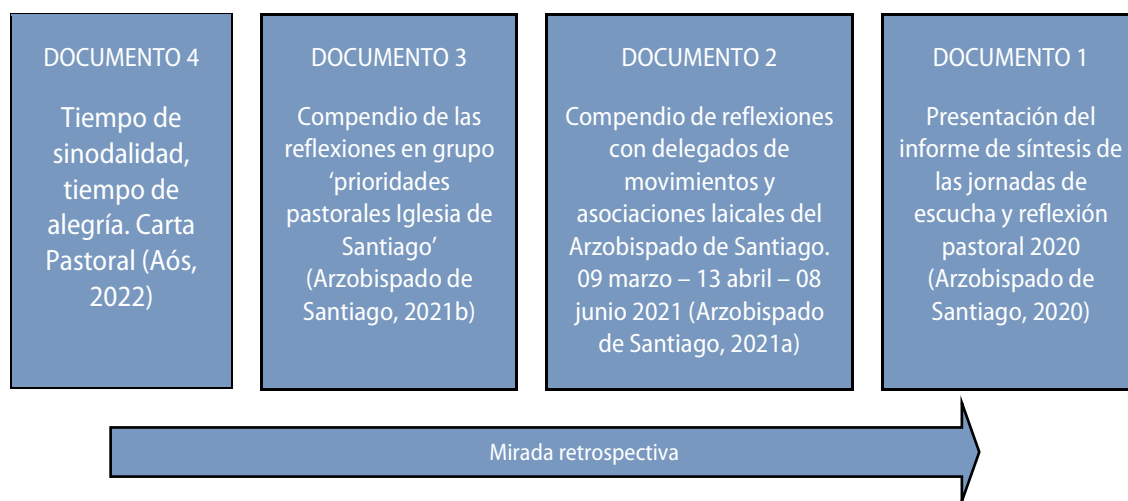 DOCUMENTO 4
Tiempo de
sinodalidad,
tiempo de
alegría. Carta
Pastoral (Aós,
2022)
DOCUMENTO 3
Compendio de las
reflexiones en grupo
‘prioridades
pastorales Iglesia de
Santiago’
(Arzobispado de
Santiago, 2021b)
DOCUMENTO 2
Compendio de reflexiones
con delegados de
movimientos y
asociaciones laicales del
Arzobispado de Santiago.
09 marzo – 13 abril – 08
junio 2021 (Arzobispado
de Santiago, 2021a)
DOCUMENTO 1
Presentación del
informe de síntesis de
las jornadas de
escucha y reflexión
pastoral 2020
(Arzobispado de
Santiago, 2020)
Mirada retrospectiva